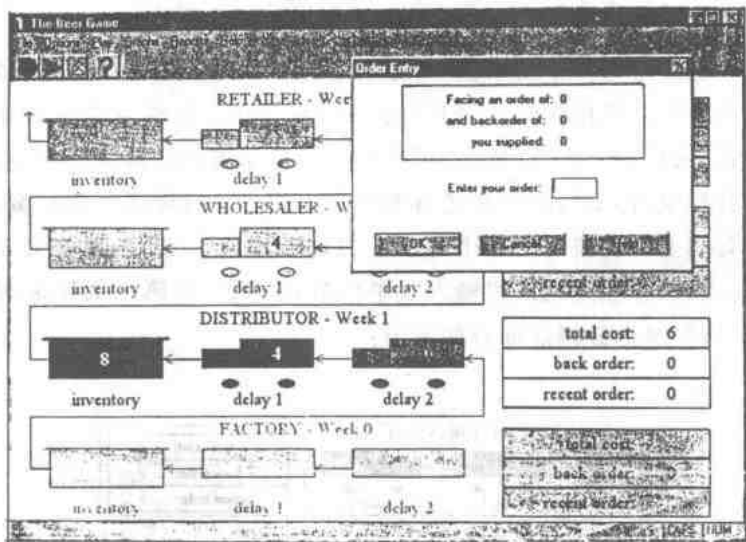 The Beer Game
Order Entry
Facing an order of: 0
and backorder of: 0
you supplied: 0
Enter your order:
OK
Cancel
RETAILER - Wee
inventory
delay 1
WHOLESALER - W
4
inventory
delay 1
delay 2
recent order: 0
DISTRIBUTOR - Week 1
8
4
inventory
delay 1
delay 2
total cost: 6
back order: 0
recent order: 0
FACTORY - Week 0
inventory
delay 1
delay 2
total cost
back order:
recent order:
CAPS
NUM